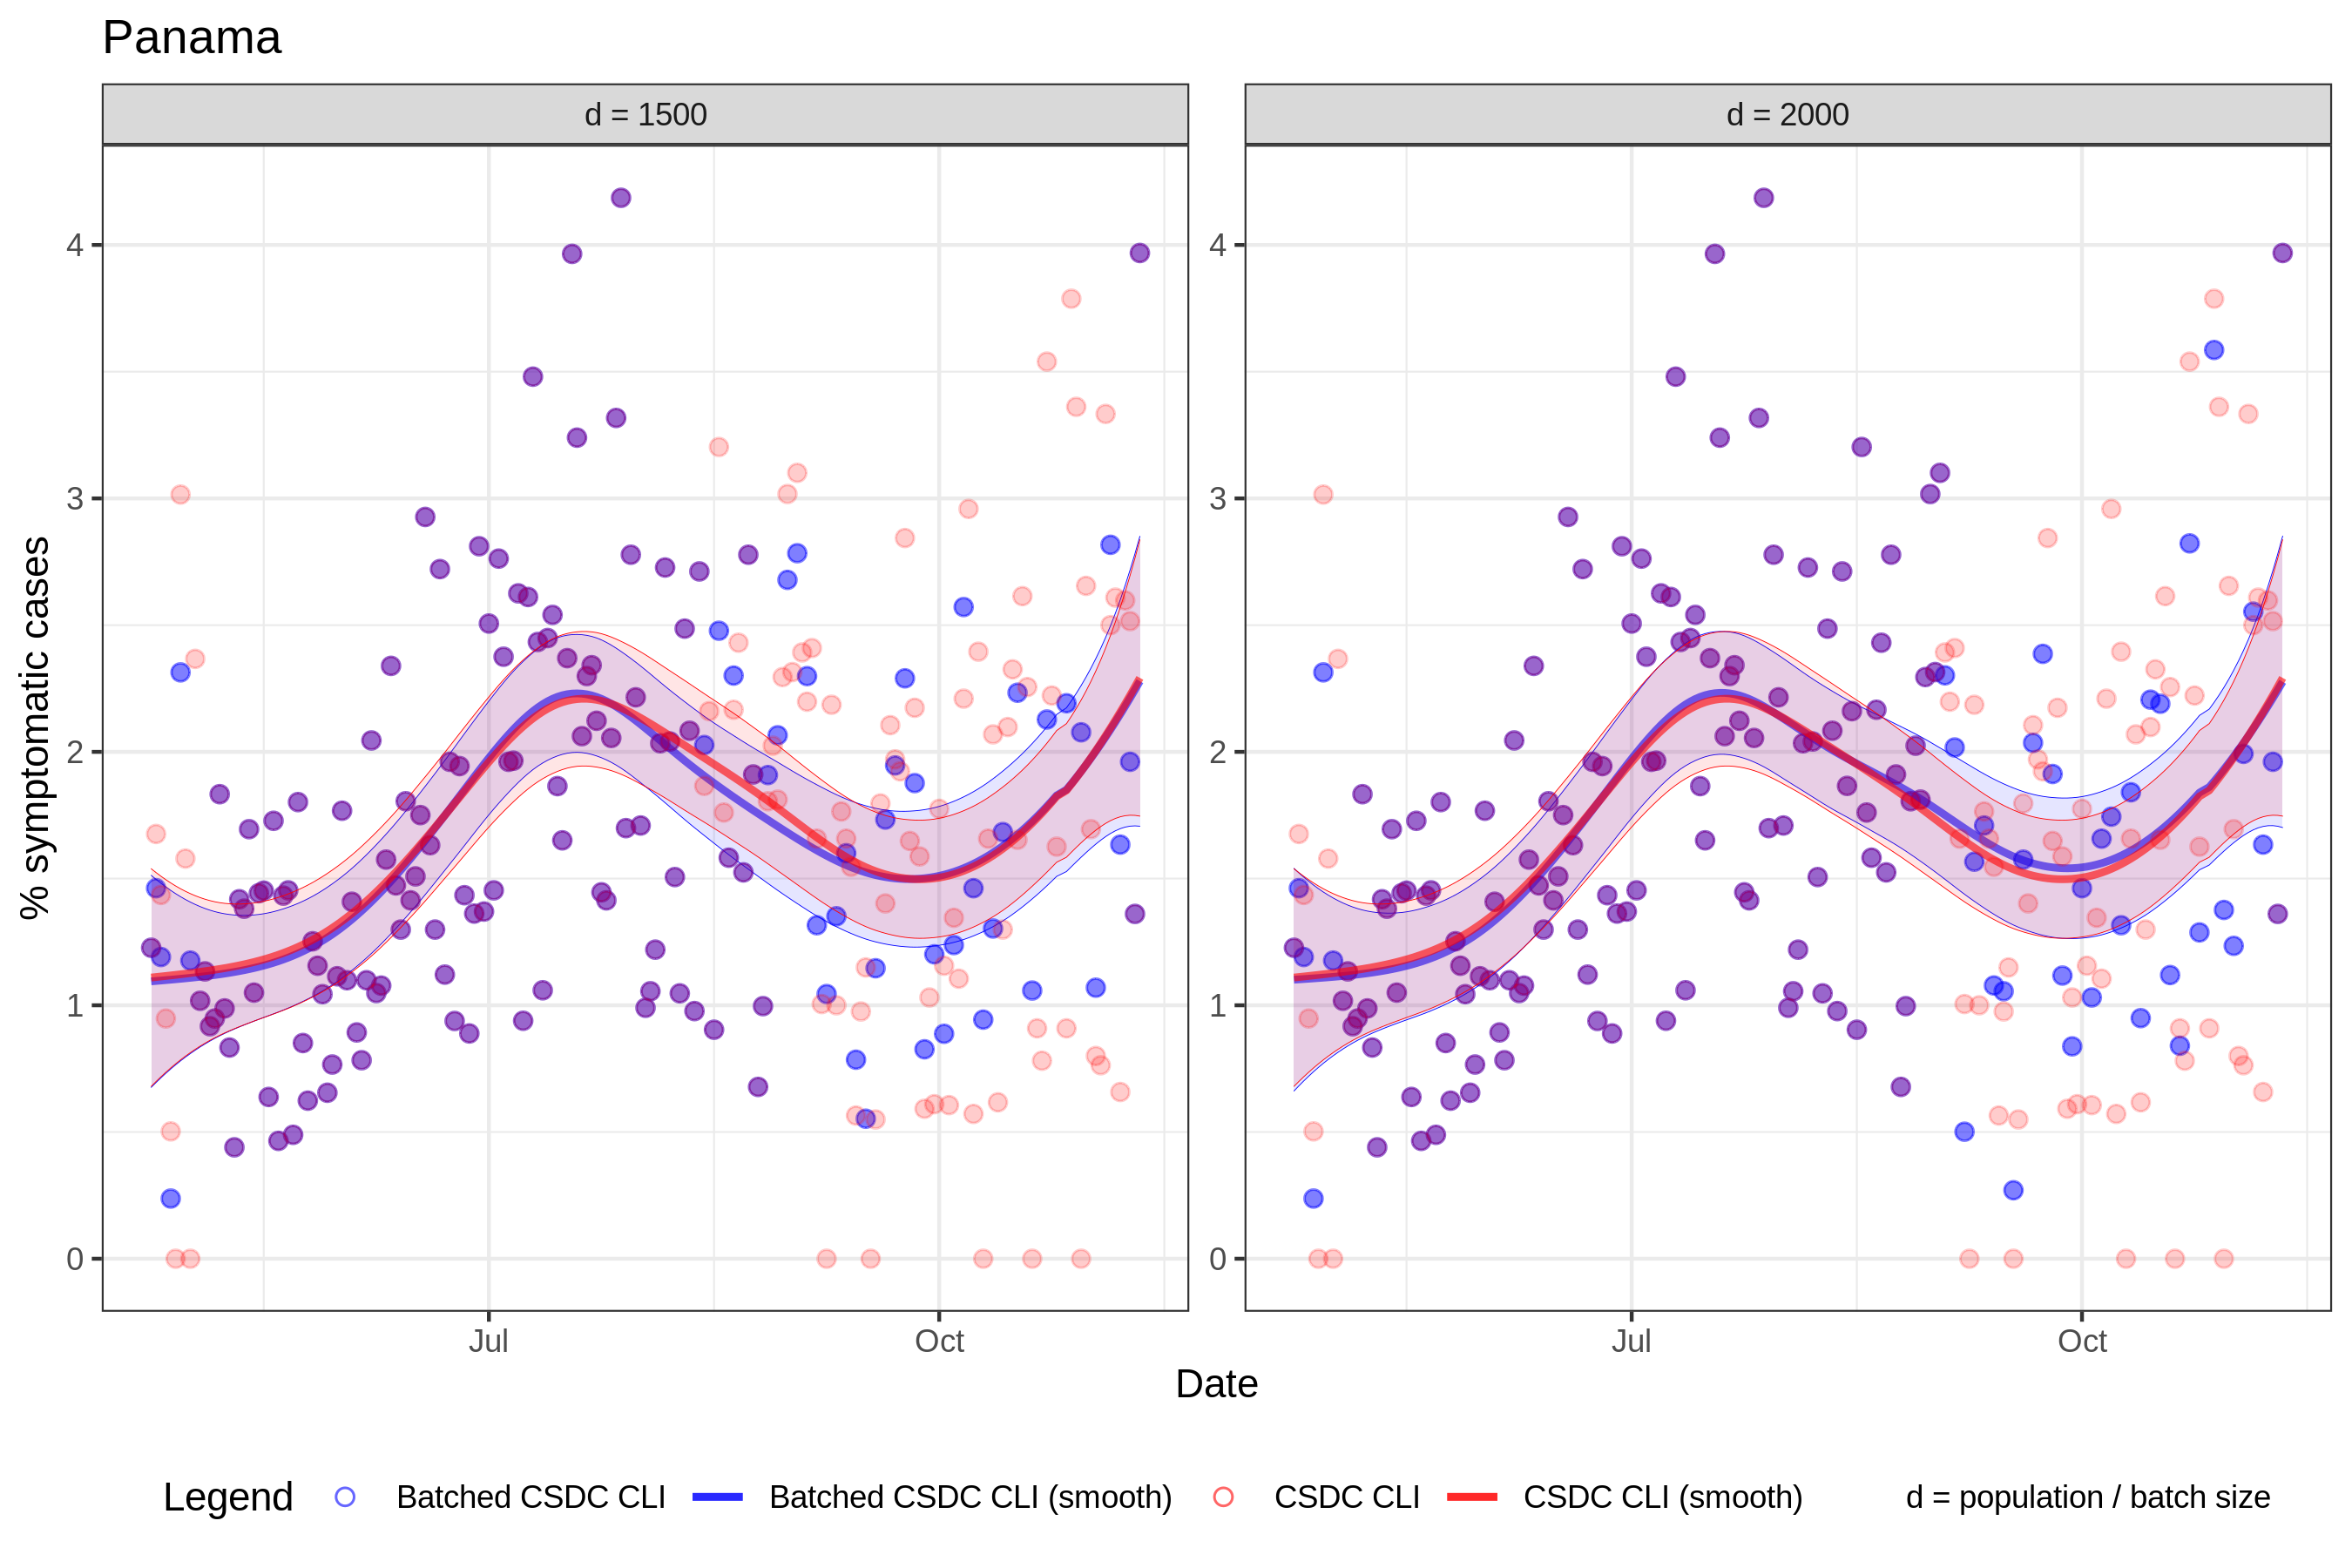 Panama
d = 1500
d = 2000
% symptomatic cases
4
3
2
1
0
4
3
2
1
0
Jul
Oct
Jul
Oct
Date
Legend
Batched CSDC CLI
Batched CSDC CLI (smooth)
CSDC CLI
CSDC CLI (smooth)
d = population / batch size